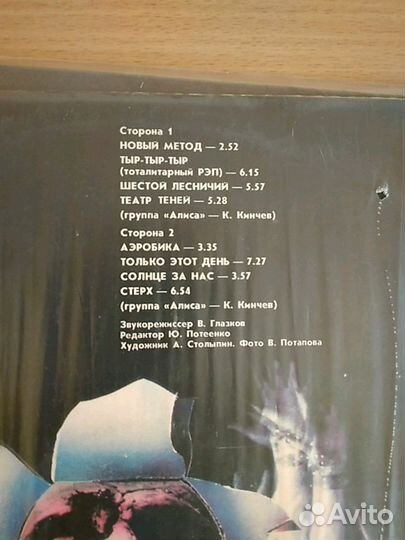 Сторона 1
НОВЫЙ МЕТОД — 2.52
ТЫР-ТЫР-ТЫР
(тоталитарный РЭП) — 6.15
ШЕСТОЙ ЛЕСНИЧИЙ — 5.57
ТЕАТР ТЕНЕЙ — 5.28
(группа «Алиса» — К. Кинчев)
Сторона 2
АЭРОБИКА — 3.35
ТОЛЬКО ЭТОТ ДЕНЬ — 7.27
СОЛНЦЕ ЗА НАС — 3.57
СТЕРХ — 6.54
(группа «Алиса» — К. Кинчев)
Звукорежиссер В. Глазков
Редактор Ю. Потеенко
Художник А. Столыпин. Фото В. Потапова
Avito